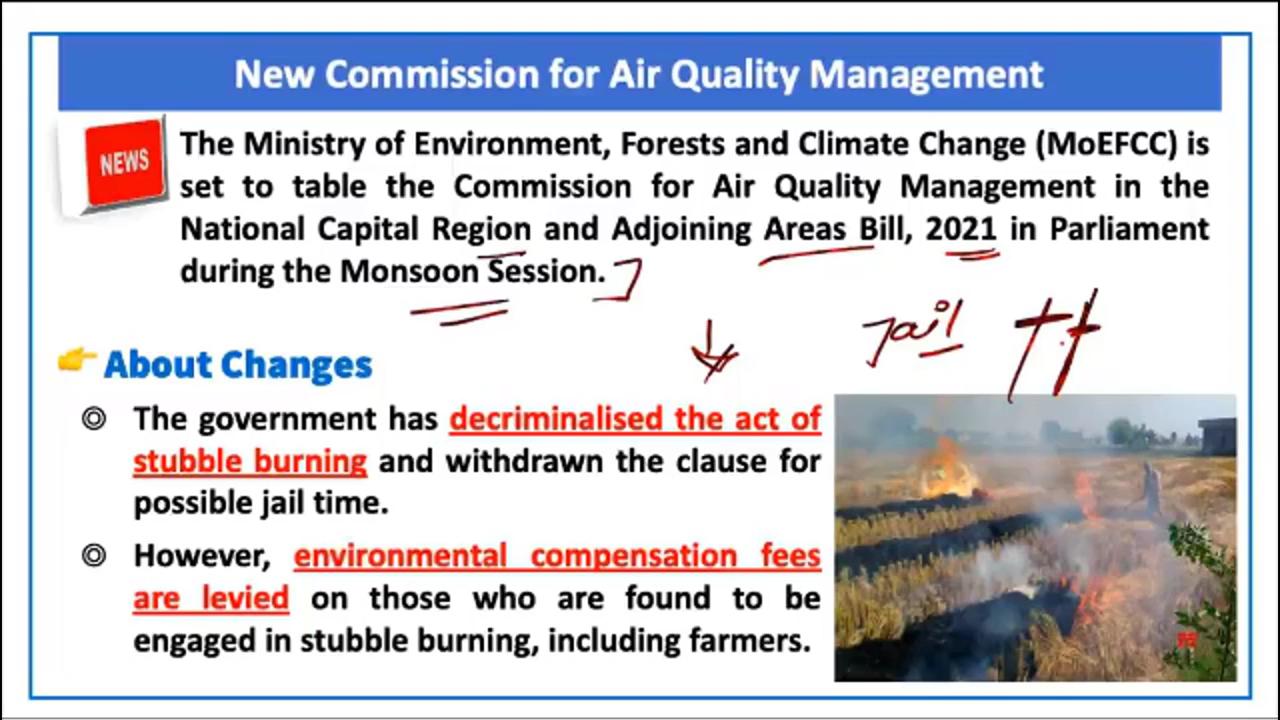 New Commission for Air Quality Management
NEWS
The Ministry of Environment, Forests and Climate Change (MoEFCC) is
set to table the Commission for Air Quality Management in the
National Capital Region and Adjoining Areas Bill, 2021 in Parliament
during the Monsoon Session.
Jail
About Changes
The government has decriminalised the act of
stubble burning and withdrawn the clause for
possible jail time.
However, environmental compensation fees
are levied on those who are found to be
engaged in stubble burning, including farmers.